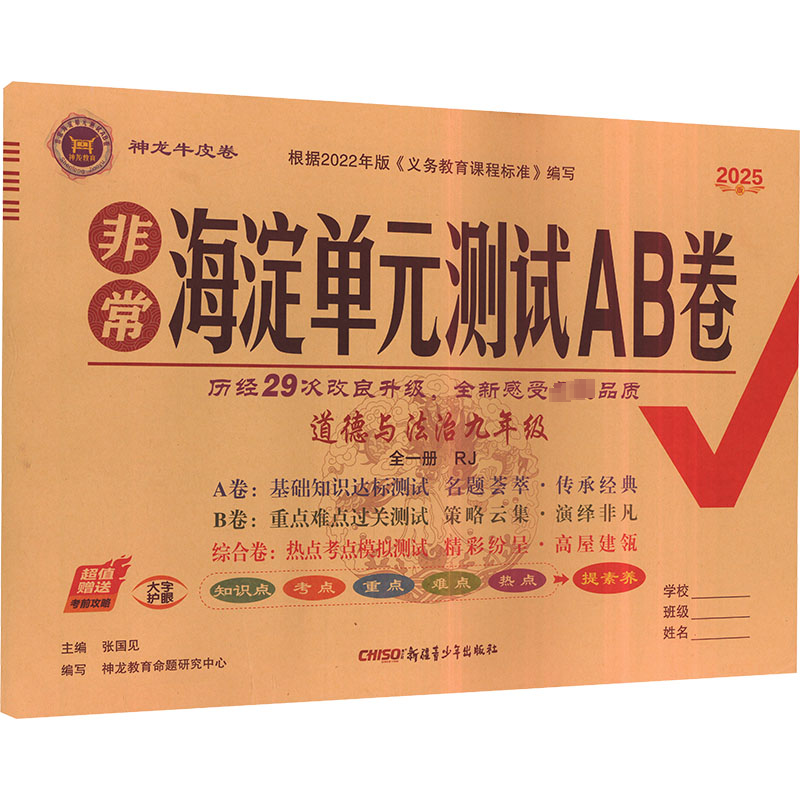 神龙教育
神龙牛皮卷
根据2022年版《义务教育课程标准》编写
2025
版
非常
海淀单元测试AB卷
历经29次改良升级,全新感受 品质
道德与法治九年级
全一册 RJ
A卷:基础知识达标测试 名题荟萃·传承经典
B卷:重点难点过关测试 策略云集·演绎非凡
综合卷:热点考点模拟测试 精彩纷呈·高屋建瓴
超值
赠送
考前攻略
大字
护眼
知识点 考点 重点 难点 热点 提素养
学校
班级
姓名
主编 张国见
编写 神龙教育命题研究中心
CHISO 新疆青少年出版社